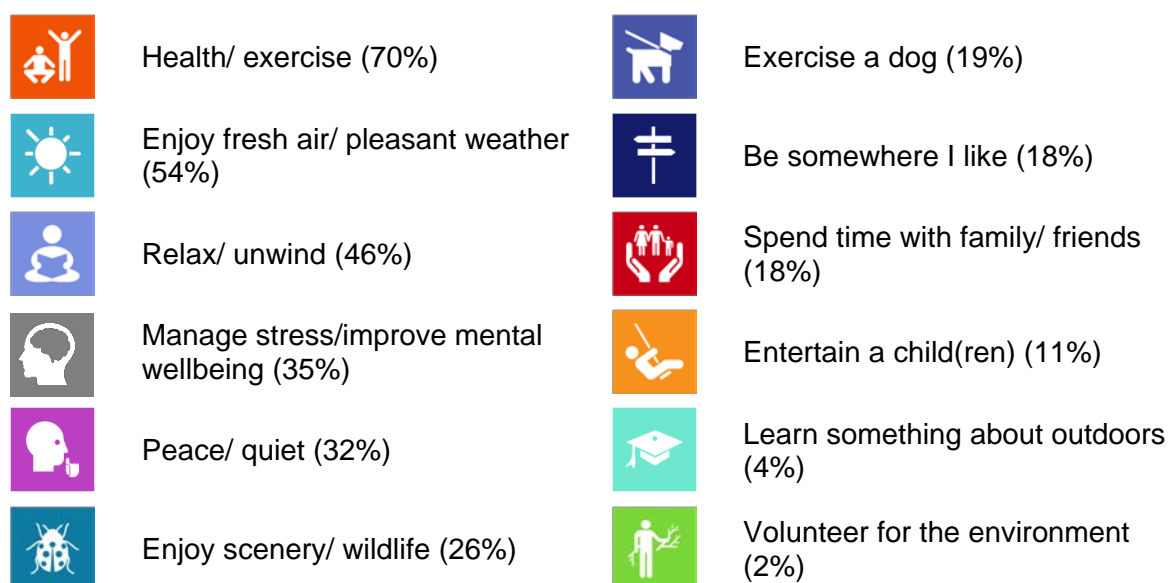 Health/ exercise (70%)
Enjoy fresh air/ pleasant weather
(54%)
Relax/ unwind (46%)
Manage stress/improve mental
wellbeing (35%)
Peace/ quiet (32%)
Enjoy scenery/ wildlife (26%)
Exercise a dog (19%)
Be somewhere I like (18%)
Spend time with family/ friends
(18%)
Entertain a child(ren) (11%)
Learn something about outdoors
(4%)
Volunteer for the environment
(2%)